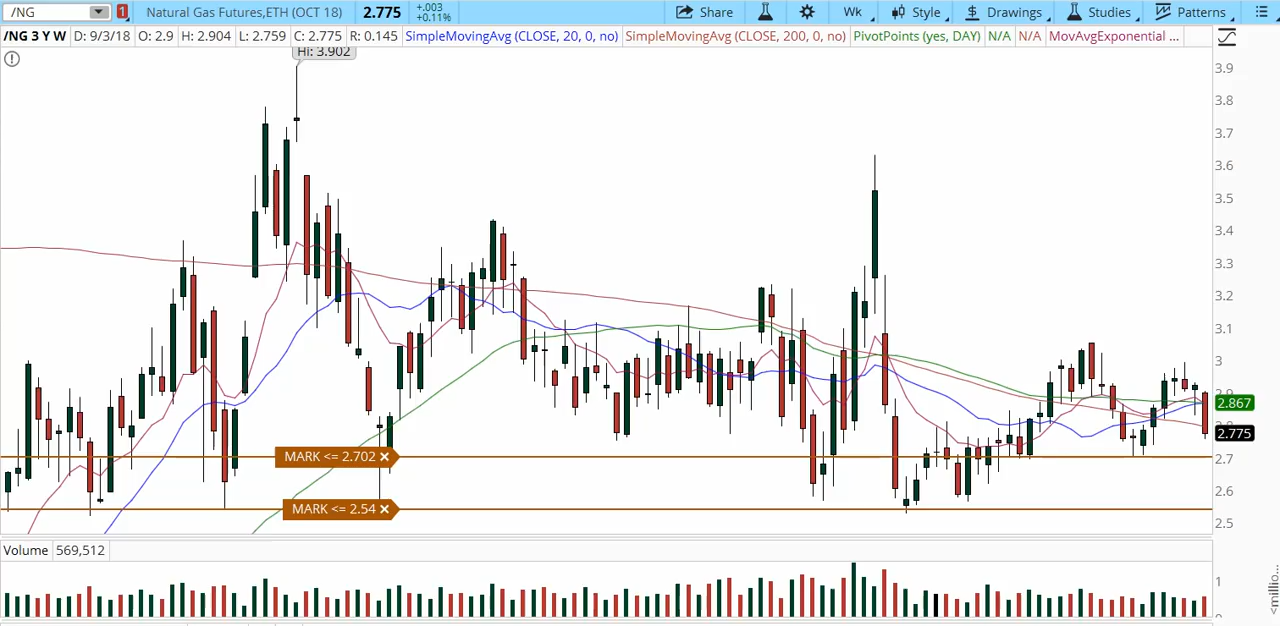 /NG 1 Natural Gas Futures,ETH (OCT 18) 2.775 +.003 +0.11% Share Wk Style $ Drawings Studies Patterns
/NG 3 Y W D: 9/3/18 O: 2.9 H: 2.904 L: 2.759 C: 2.775 R: 0.145 SimpleMovingAvg (CLOSE, 20, 0, no) SimpleMovingAvg (CLOSE, 200, 0, no) PivotPoints (yes, DAY) N/A N/A MovAvgExponential ...
Hi: 3.902
3.9
3.8
3.7
3.6
3.5
3.4
3.3
3.2
3.1
3
2.867
2.775
MARK <= 2.702
2.7
2.6
MARK <= 2.54
2.5
Volume 569,512
1
0
<millio...